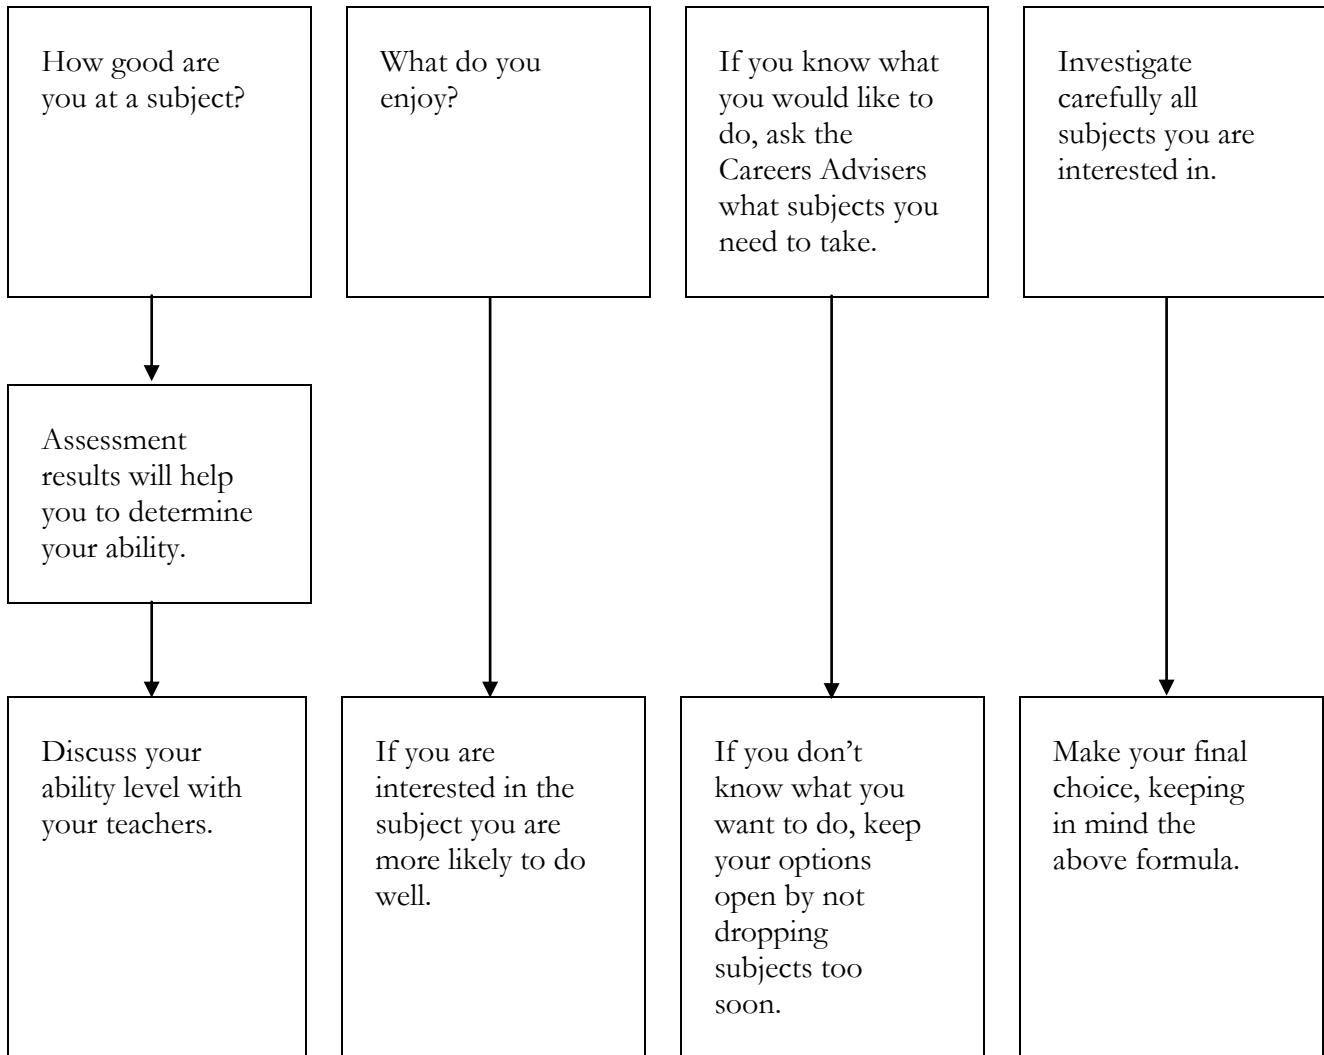 How good are
you at a subject?
What do you
enjoy?
If you know what
you would like to
do, ask the
Careers Advisers
what subjects you
need to take.
Investigate
carefully all
subjects you are
interested in.
Assessment
results will help
you to determine
your ability.
Discuss your
ability level with
your teachers.
If you are
interested in the
subject you are
more likely to do
well.
If you don’t
know what you
want to do, keep
your options
open by not
dropping
subjects too
soon.
Make your final
choice, keeping
in mind the
above formula.